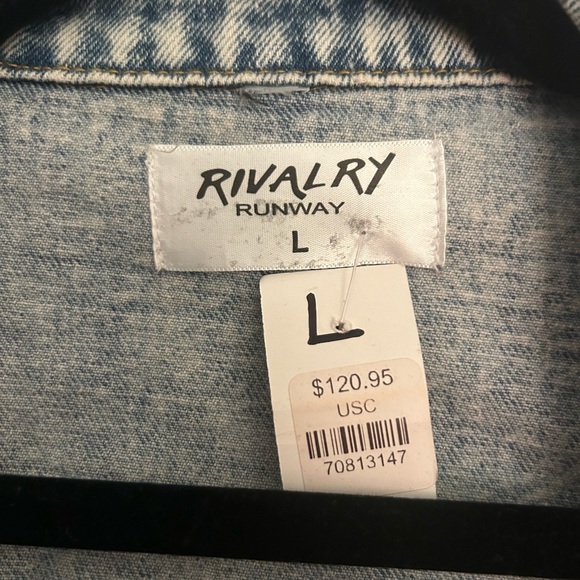 RIVALRY
RUNWAY
L
L
$120.95
USC
70813147